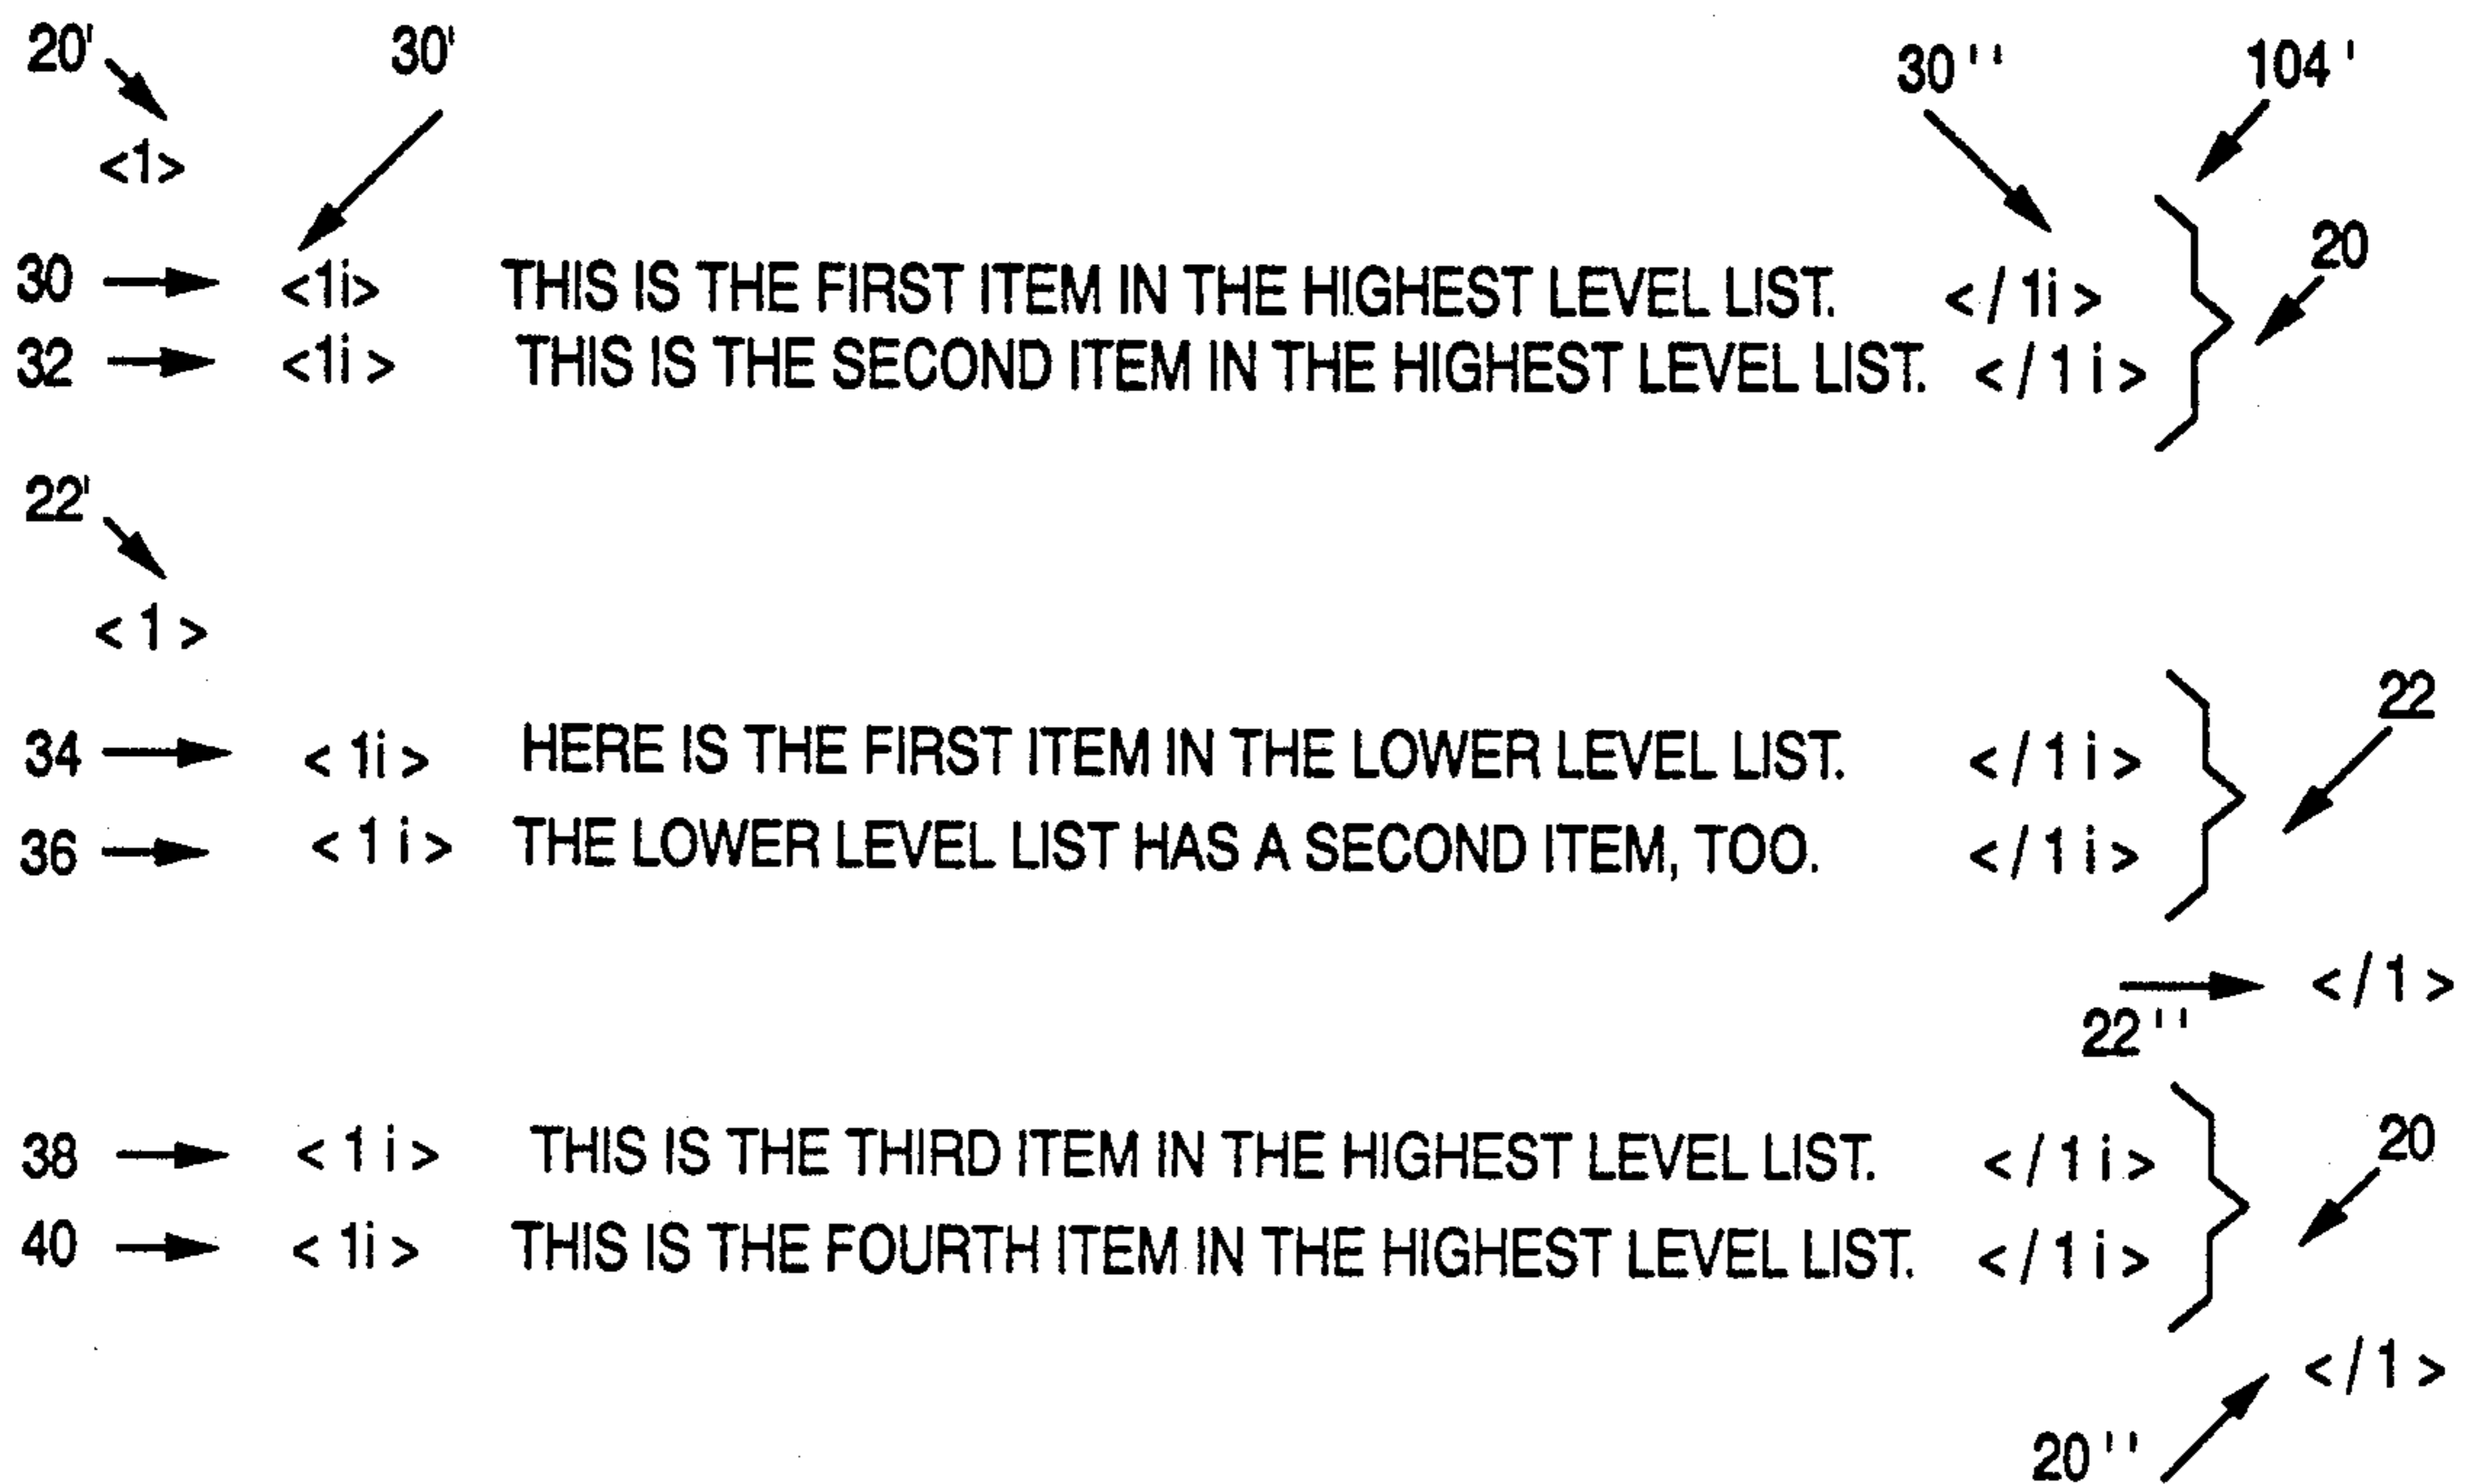 20' 30' 30'' 104'
<1>
20
30 <1i> THIS IS THE FIRST ITEM IN THE HIGHEST LEVEL LIST. </1i>
32 <1i> THIS IS THE SECOND ITEM IN THE HIGHEST LEVEL LIST. </1i>
22'
<1>
22
34 <1i> HERE IS THE FIRST ITEM IN THE LOWER LEVEL LIST. </1i>
36 <1i> THE LOWER LEVEL LIST HAS A SECOND ITEM, TOO. </1i>
</1>
22''
20
38 <1i> THIS IS THE THIRD ITEM IN THE HIGHEST LEVEL LIST. </1i>
40 <1i> THIS IS THE FOURTH ITEM IN THE HIGHEST LEVEL LIST. </1i>
</1>
20''